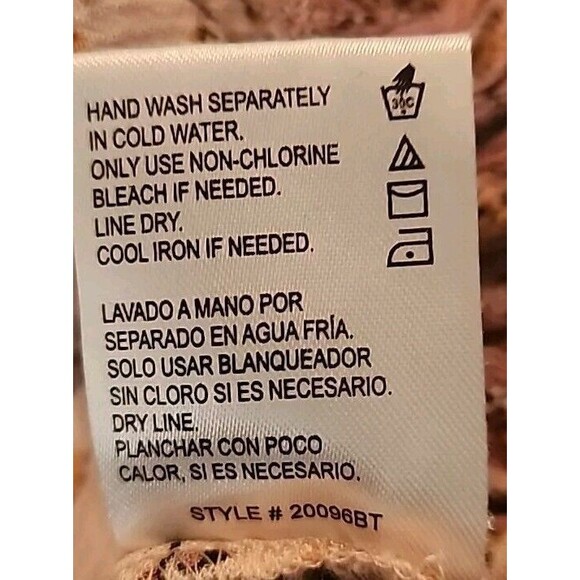 HAND WASH SEPARATELY
IN COLD WATER.
ONLY USE NON-CHLORINE
BLEACH IF NEEDED.
LINE DRY.
COOL IRON IF NEEDED.
30C
LAVADO A MANO POR
SEPARADO EN AGUA FRÍA.
SOLO USAR BLANQUEADOR
SIN CLORO SI ES NECESARIO.
DRY LINE.
PLANCHAR CON POCO
CALOR, SI ES NECESARIO.
STYLE # 20096BT